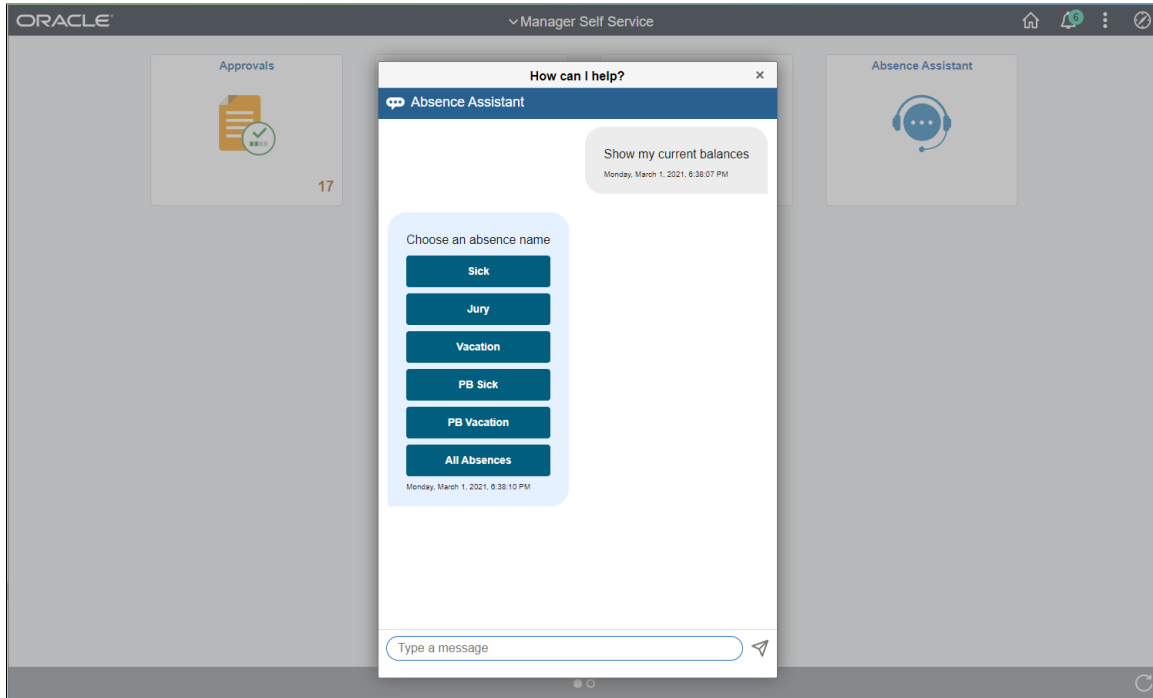 ORACLE
Manager Self Service
6
Approvals
17
Absence Assistant
How can I help?
×
Absence Assistant
Show my current balances
Monday, March 1, 2021, 6:38:07 PM
Choose an absence name
Sick
Jury
Vacation
PB Sick
PB Vacation
All Absences
Monday, March 1, 2021, 6:38:10 PM
Type a message